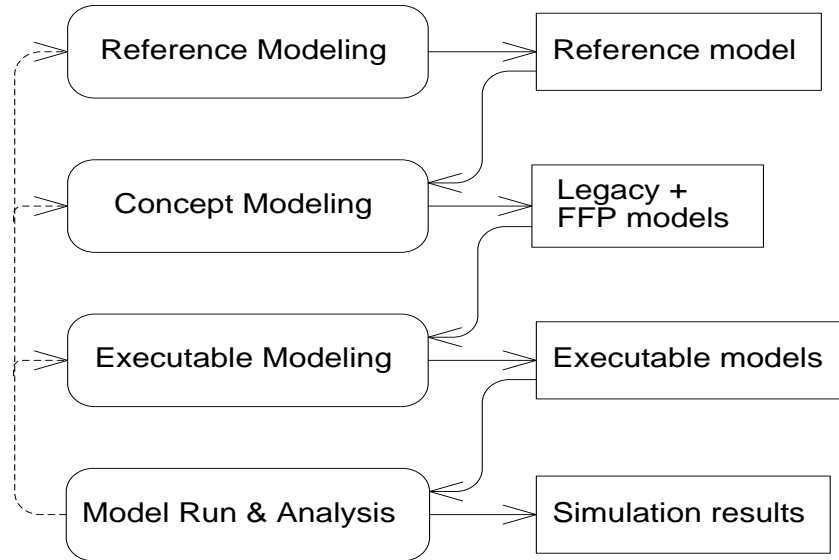 Reference Modeling
Reference model
Concept Modeling
Legacy +
FFP models
Executable Modeling
Executable models
Model Run & Analysis
Simulation results